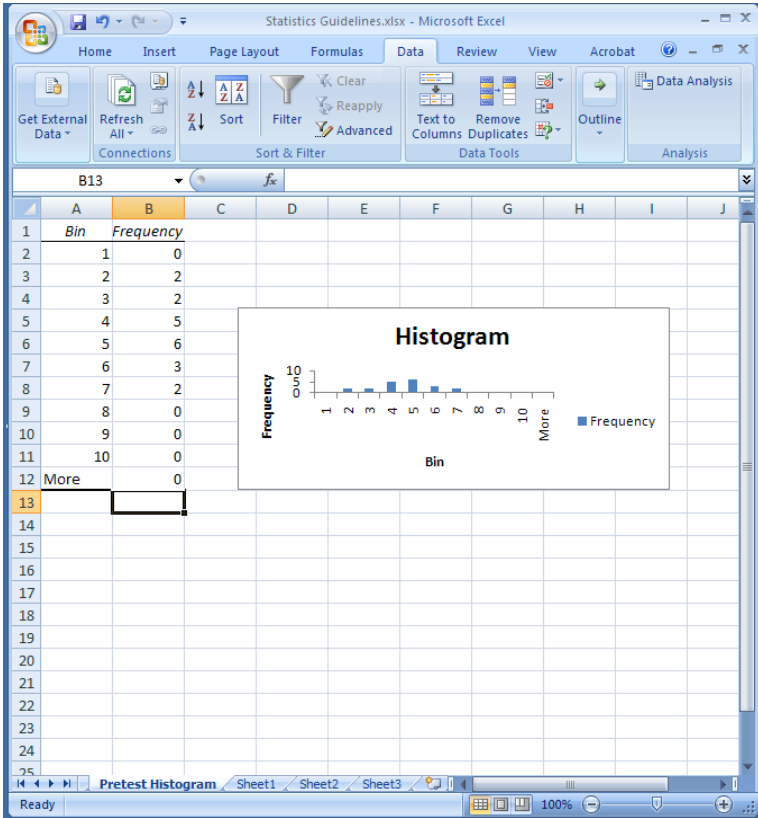 Statistics Guidelines.xlsx - Microsoft Excel
Home Insert Page Layout Formulas Data Review View Acrobat
Get External Data
Refresh All
Connections
Sort
Filter
Clear
Reapply
Advanced
Sort & Filter
Text to Columns
Remove Duplicates
Data Tools
Outline
Data Analysis
Analysis
B13 fx
A B C D E F G H I J
1 Bin Frequency
2 1 0
3 2 2
4 3 2
5 4 5
6 5 6
7 6 3
8 7 2
9 8 0
10 9 0
11 10 0
12 More 0
13
14
15
16
17
18
19
20
21
22
23
24
25
Histogram
Frequency
10
5
0
1 2 3 4 5 6 7 8 9 10 More
Bin
Frequency
Pretest Histogram Sheet1 Sheet2 Sheet3
Ready 100%